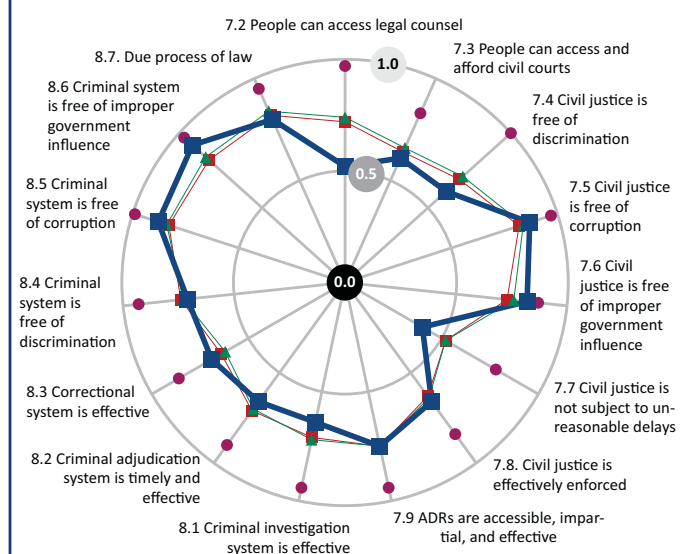 7.2 People can access legal counsel
7.3 People can access and
afford civil courts
7.4 Civil justice is
free of
discrimination
7.5 Civil justice
is free of
corruption
7.6 Civil
justice is free
of improper
government
influence
7.7 Civil justice is
not subject to un-
reasonable delays
7.8. Civil justice is
effectively enforced
7.9 ADRs are accessible, impar-
tial, and effective
8.1 Criminal investigation
system is effective
8.2 Criminal adjudication
system is timely and
effective
8.3 Correctional
system is effective
8.4 Criminal
system is
free of
discrimination
8.5 Criminal
system is free
of corruption
8.6 Criminal system
is free of improper
government
influence
8.7. Due process of law
1.0
0.5
0.0